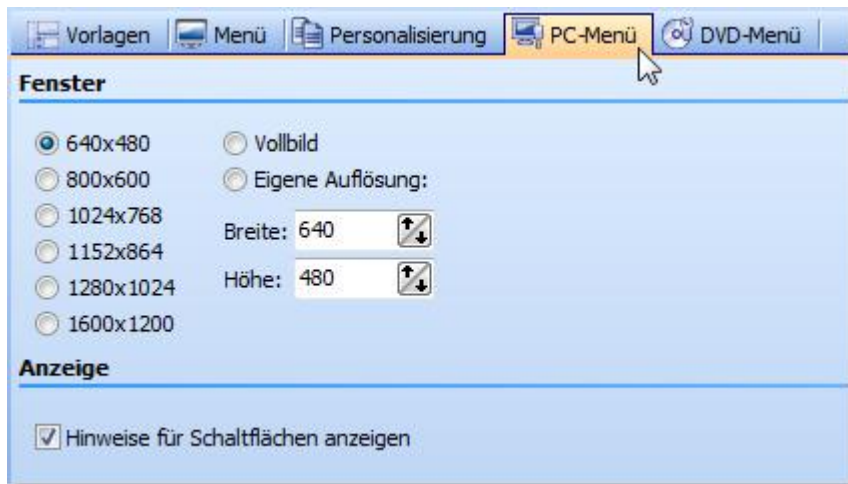 Vorlagen Menü Personalisierung PC-Menü DVD-Menü
Fenster
640x480 Vollbild
800x600 Eigene Auflösung:
1024x768
Breite: 640
1152x864
Höhe: 480
1280x1024
1600x1200
Anzeige
Hinweise für Schaltflächen anzeigen